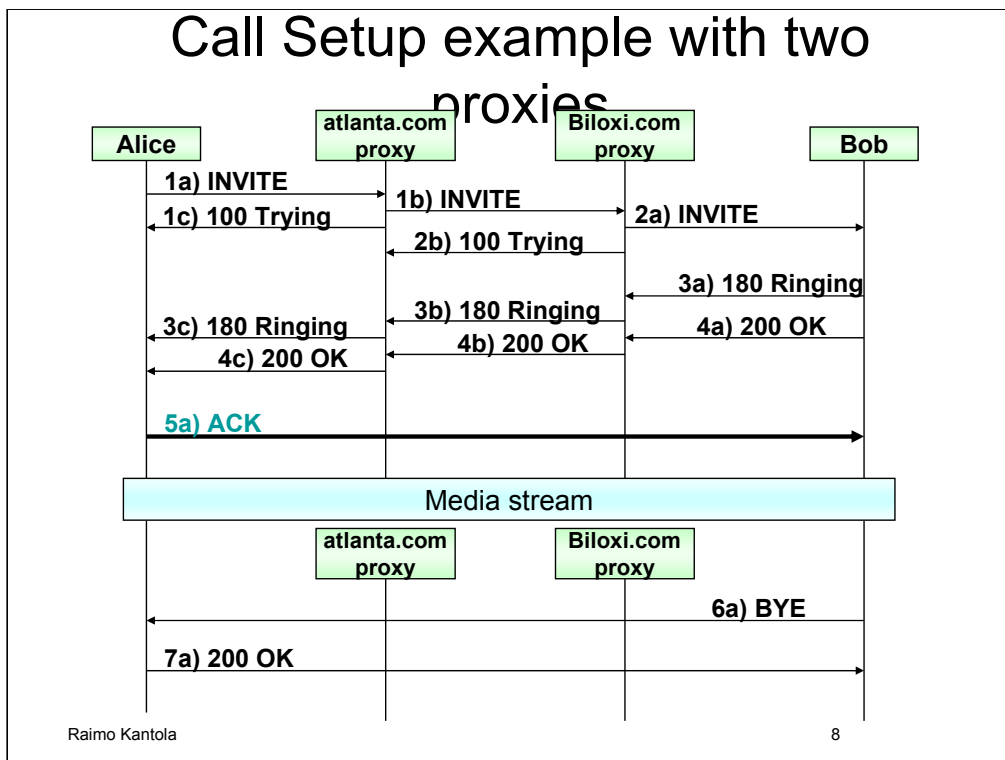 Call Setup example with two
proxies
Alice
atlanta.com
proxy
Biloxi.com
proxy
Bob
1a) INVITE
1b) INVITE
1c) 100 Trying
2a) INVITE
2b) 100 Trying
3a) 180 Ringing
3b) 180 Ringing
3c) 180 Ringing
4a) 200 OK
4b) 200 OK
4c) 200 OK
5a) ACK
Media stream
atlanta.com
proxy
Biloxi.com
proxy
6a) BYE
7a) 200 OK
Raimo Kantola
8